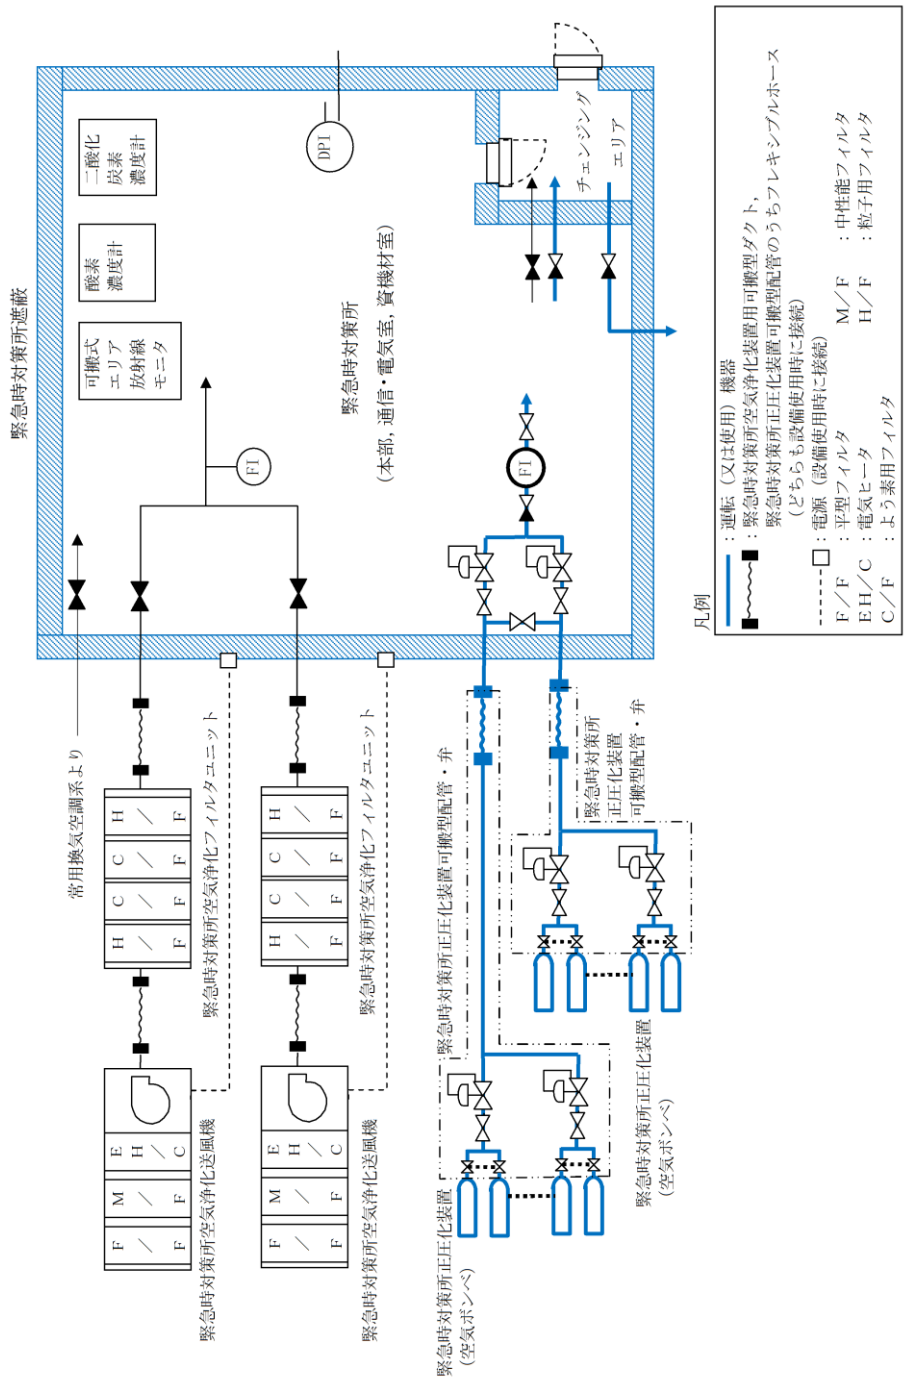 緊急時対策所遮蔽
二酸化
炭素
濃度計
酸素
濃度計
可搬式
エリア
放射線
モニタ
DPI
チェンジング
エリア
緊急時対策所
(本部,通信・電気室,資機材室)
FI
FI
常用換気空調系より
H/F
C/F
C/F
H/F
緊急時対策所空気浄化フィルタユニット
H/F
C/F
C/F
H/F
緊急時対策所空気浄化フィルタユニット
F/F
M/F
EH/C
緊急時対策所空気浄化送風機
F/F
M/F
EH/C
緊急時対策所空気浄化送風機
緊急時対策所正圧化装置可搬型配管・弁
緊急時対策所
正圧化装置
可搬型配管・弁
緊急時対策所正圧化装置
(空気ボンベ)
緊急時対策所正圧化装置
(空気ボンベ)
凡例
:運転(又は使用)機器
:緊急時対策所空気浄化装置用可搬型ダクト,
緊急時対策所正圧化装置可搬型配管のうちフレキシブルホース
(どちらも設備使用時に接続)
:電源(設備使用時に接続)
F/F :平型フィルタ M/F :中性能フィルタ
EH/C :電気ヒータ H/F :粒子用フィルタ
C/F :よう素用フィルタ